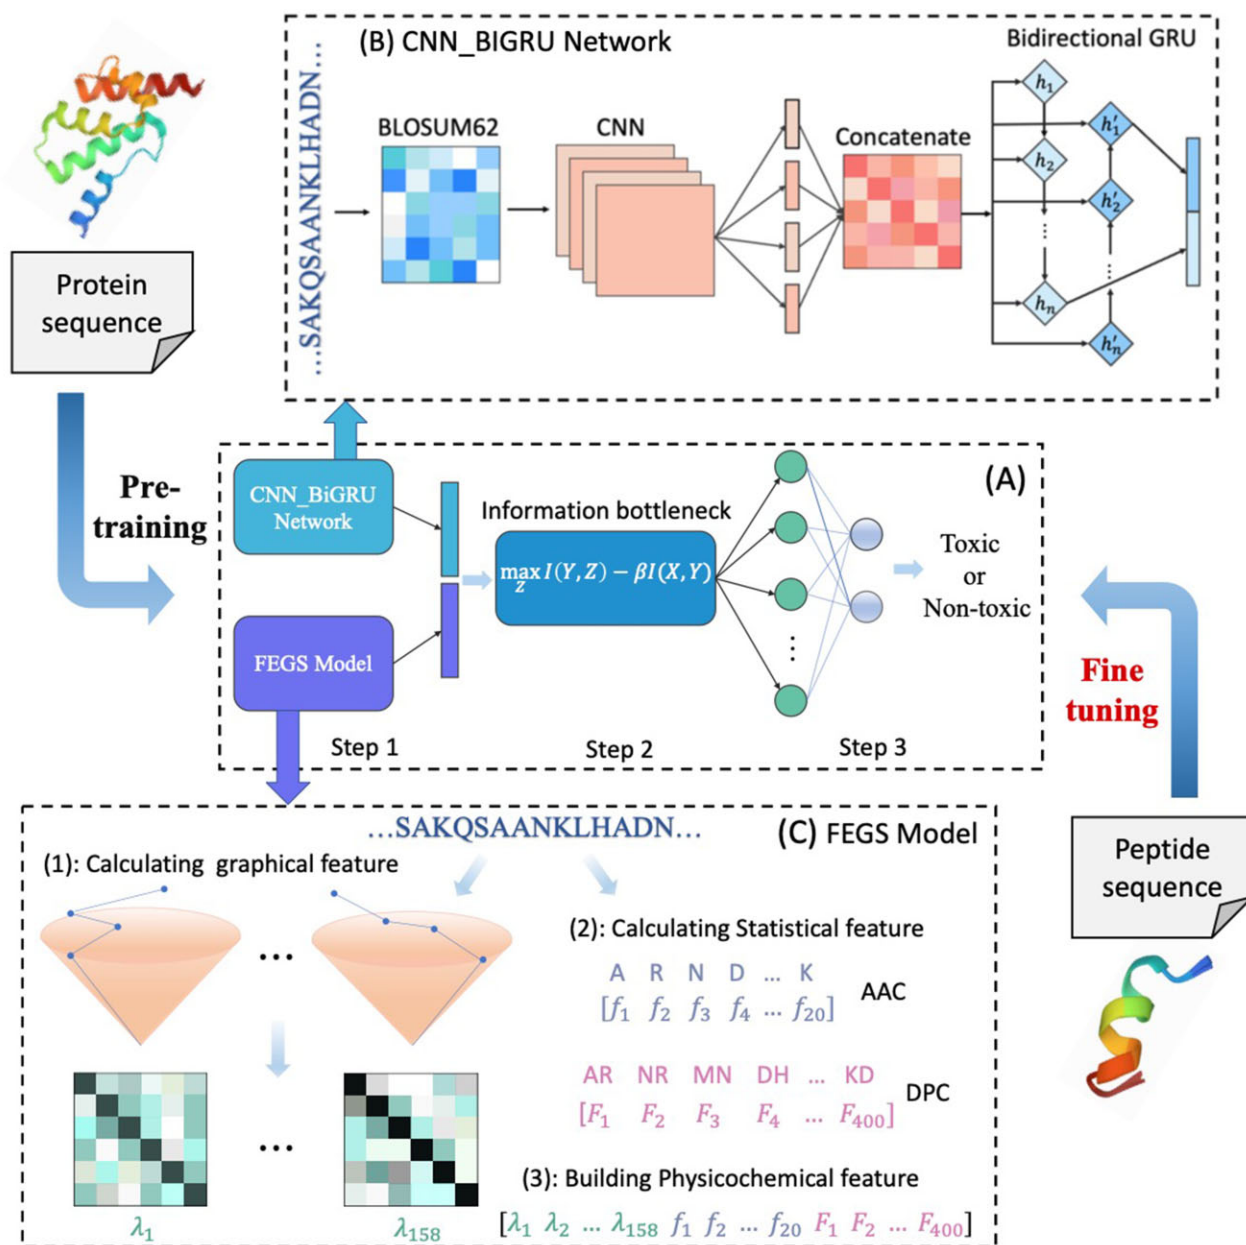 (B) CNN_BIGRU Network
Bidirectional GRU
...SAKQSAANKLHADN...
BLOSUM62
CNN
Concatenate
h₁
h₂
⋮
hₙ
h′₁
h′₂
...
h′ₙ
Protein
sequence
Pre-
training
(A)
CNN_BiGRU
Network
FEGS Model
Information bottleneck
max I(Y,Z) − βI(X,Y)
Z
⋮
Toxic
or
Non-toxic
Step 1
Step 2
Step 3
Fine
tuning
Peptide
sequence
...SAKQSAANKLHADN...
(C) FEGS Model
(1): Calculating graphical feature
...
...
λ₁
λ₁₅₈
(2): Calculating Statistical feature
A R N D ... K
[f₁ f₂ f₃ f₄ ... f₂₀]
AAC
AR NR MN DH ... KD
[F₁ F₂ F₃ F₄ ... F₄₀₀]
DPC
(3): Building Physicochemical feature
[λ₁ λ₂ ... λ₁₅₈ f₁ f₂ ... f₂₀ F₁ F₂ ... F₄₀₀]